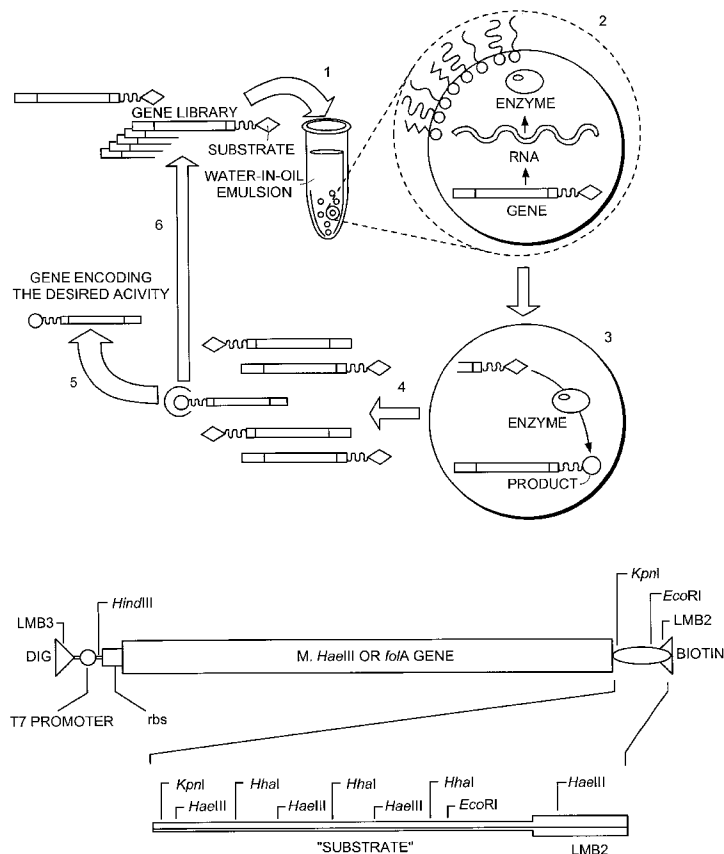 1
2
GENE LIBRARY
SUBSTRATE
WATER-IN-OIL
EMULSION
ENZYME
RNA
GENE
6
GENE ENCODING
THE DESIRED ACIVITY
5
4
3
ENZYME
PRODUCT
LMB3
HindIII
KpnI
EcoRI
LMB2
DIG
M. HaeIII OR folA GENE
BIOTIN
T7 PROMOTER
rbs
KpnI
HhaI
HhaI
HhaI
HaeIII
HaeIII
HaeIII
HaeIII
EcoRI
"SUBSTRATE"
LMB2